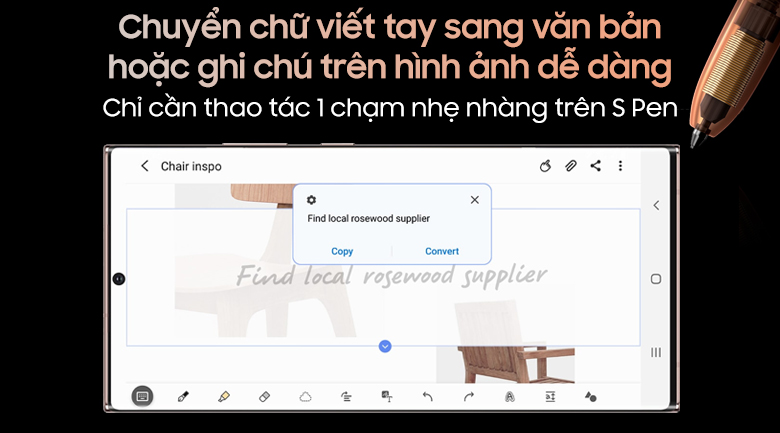 Chuyển chữ viết tay sang văn bản
hoặc ghi chú trên hình ảnh dễ dàng
Chỉ cần thao tác 1 chạm nhẹ nhàng trên S Pen
Chair inspo
Find local rosewood supplier
Copy Convert
Find local rosewood supplier